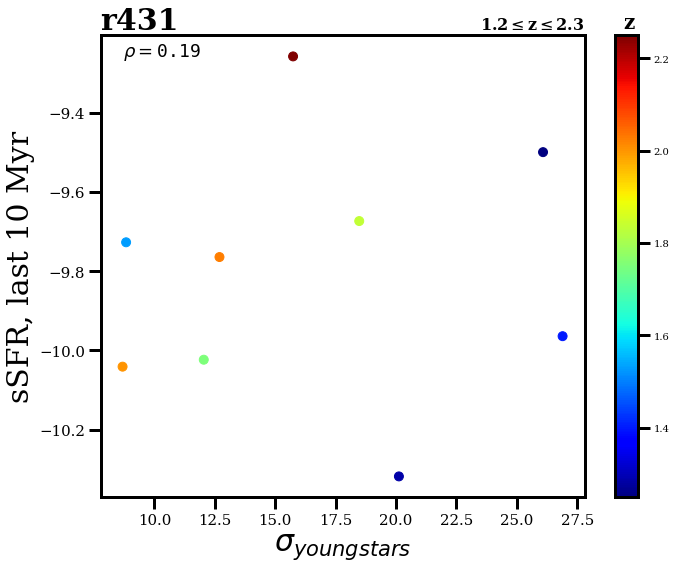 r431
1.2 ≤ z ≤ 2.3
z
ρ = 0.19
−9.4
−9.6
−9.8
−10.0
−10.2
sSFR, last 10 Myr
10.0 12.5 15.0 17.5 20.0 22.5 25.0 27.5
σyoungstars
2.2
2.0
1.8
1.6
1.4